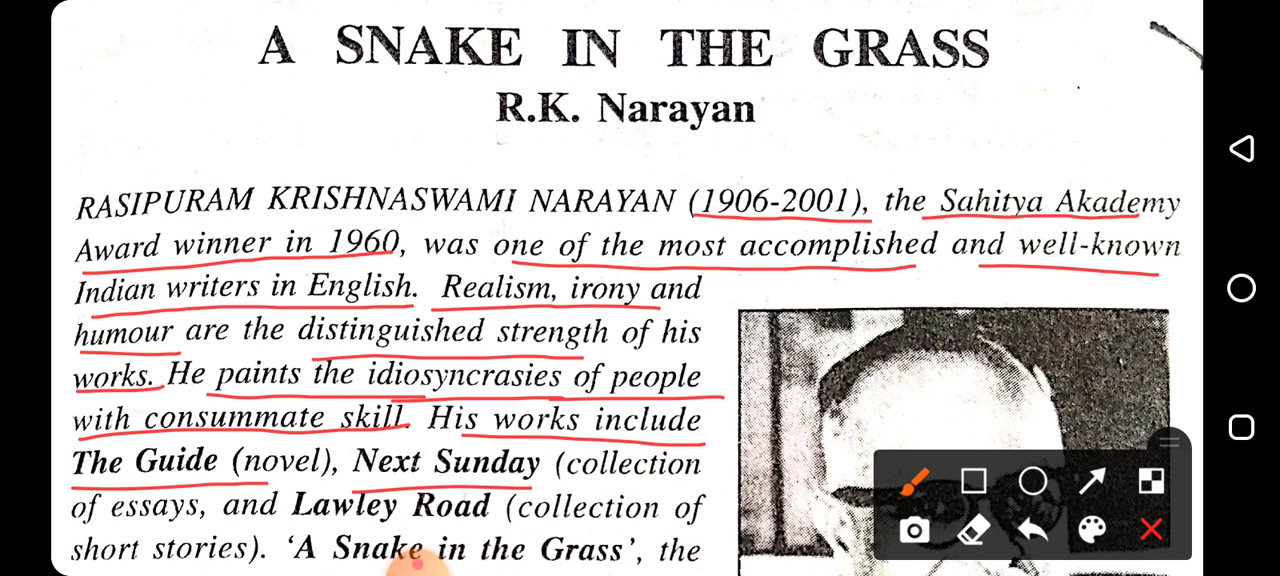 A SNAKE IN THE GRASS
R.K. Narayan
RASIPURAM KRISHNASWAMI NARAYAN (1906-2001), the Sahitya Akademy
Award winner in 1960, was one of the most accomplished and well-known
Indian writers in English. Realism, irony and
humour are the distinguished strength of his
works. He paints the idiosyncrasies of people
with consummate skill. His works include
The Guide (novel), Next Sunday (collection
of essays, and Lawley Road (collection of
short stories). ‘A Snake in the Grass’, the